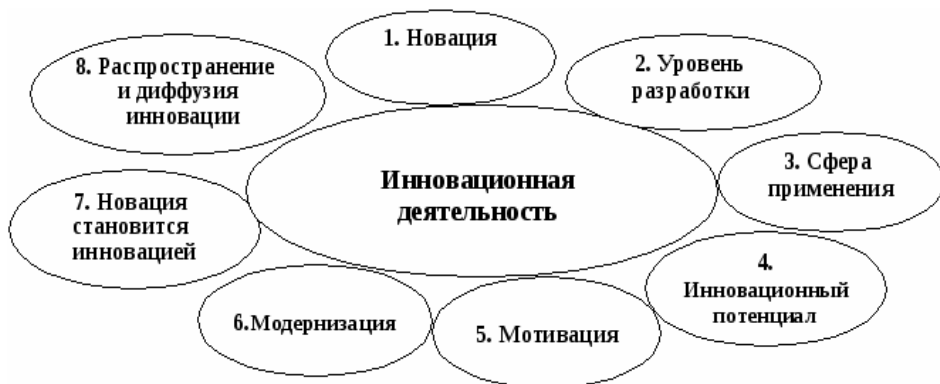 1. Новация
2. Уровень
разработки
3. Сфера
применения
4.
Инновационный
потенциал
5. Мотивация
6.Модернизация
7. Новация
становится
инновацией
8. Распространение
и диффузия
инновации
Инновационная
деятельность